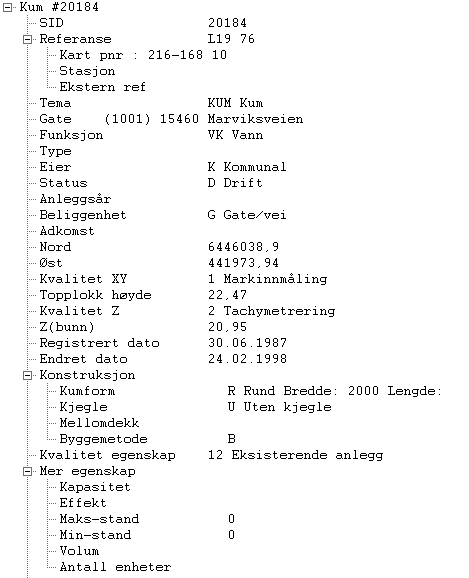 Kum #20184
SID 20184
Referanse L19 76
Kart pnr : 216-168 10
Stasjon
Ekstern ref
Tema KUM Kum
Gate (1001) 15460 Marviksveien
Funksjon VK Vann
Type
Eier K Kommunal
Status D Drift
Anleggsår
Beliggenhet G Gate/vei
Adkomst
Nord 6446038,9
Øst 441973,94
Kvalitet XY 1 Markinnmåling
Topplokk høyde 22,47
Kvalitet Z 2 Tachymetrering
Z(bunn) 20,95
Registrert dato 30.06.1987
Endret dato 24.02.1998
Konstruksjon
Kumform R Rund Bredde: 2000 Lengde:
Kjegle U Uten kjegle
Mellomdekk
Byggemetode B
Kvalitet egenskap 12 Eksisterende anlegg
Mer egenskap
Kapasitet
Effekt
Maks-stand 0
Min-stand 0
Volum
Antall enheter